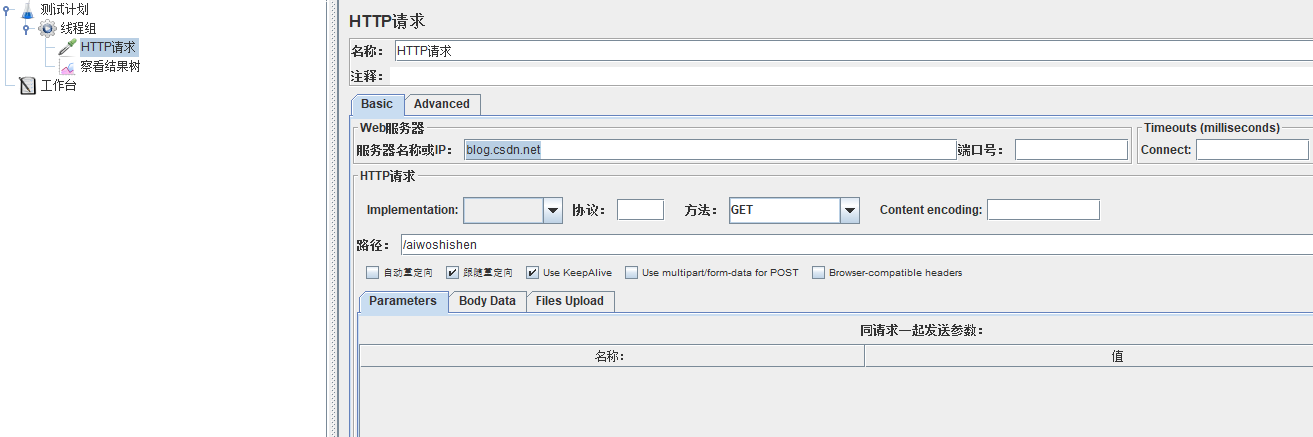 测试计划
线程组
HTTP请求
察看结果树
工作台
HTTP请求
名称： HTTP请求
注释：
Basic Advanced
Web服务器 Timeouts (milliseconds)
服务器名称或IP： blog.csdn.net 端口号： Connect:
HTTP请求
Implementation: 协议： 方法： GET Content encoding:
路径： /aiwoshishen
自动重定向 跟随重定向 Use KeepAlive Use multipart/form-data for POST Browser-compatible headers
Parameters Body Data Files Upload
同请求一起发送参数：
名称： 值